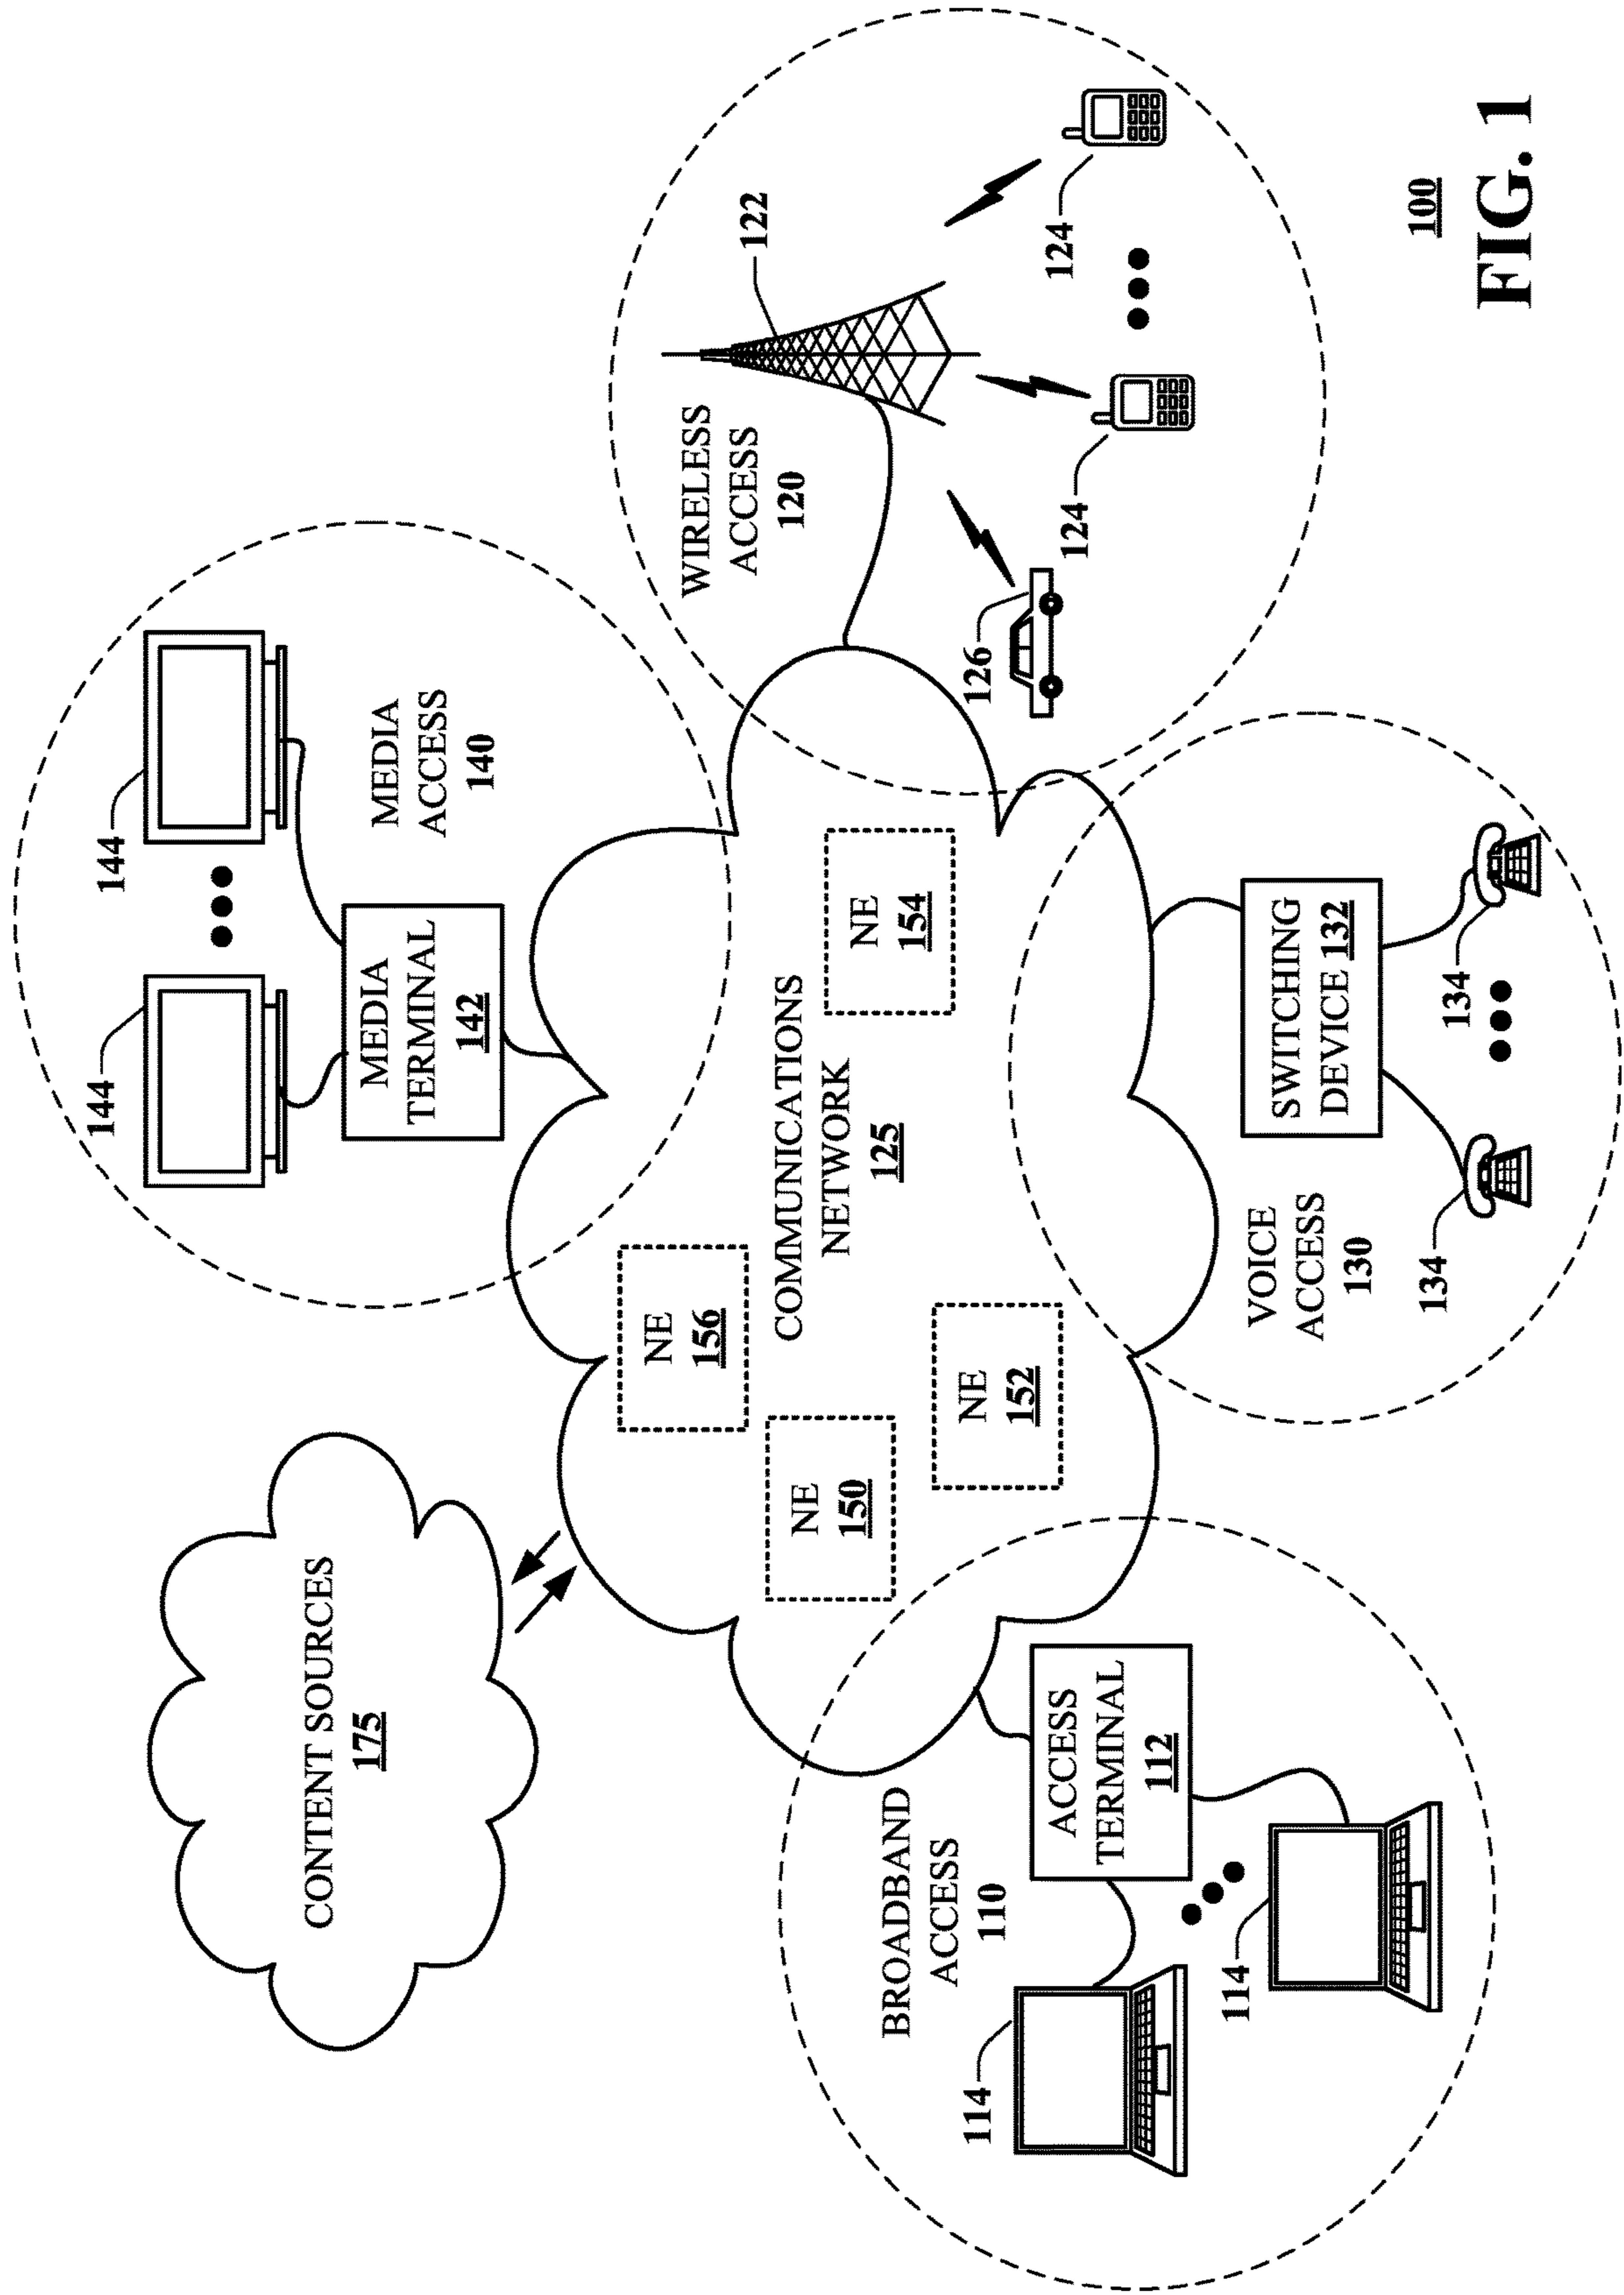 CONTENT SOURCES
175
144
144
MEDIA
TERMINAL
142
MEDIA
ACCESS
140
WIRELESS
ACCESS
120
122
124
124
126
BROADBAND
ACCESS
110
ACCESS
TERMINAL
112
114
114
NE
150
NE
156
NE
152
NE
154
COMMUNICATIONS
NETWORK
125
VOICE
ACCESS
130
SWITCHING
DEVICE 132
134
134
100
FIG. 1